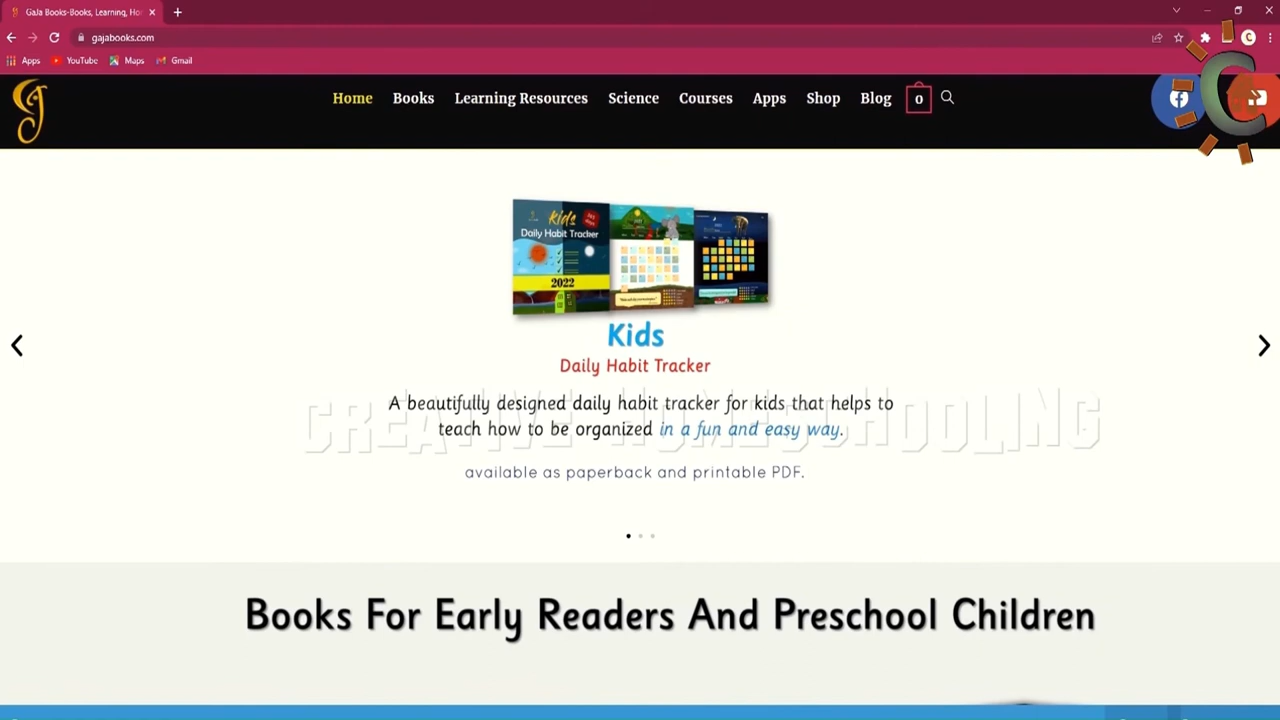 GaJa Books-Books, Learning, Ho
gajabooks.com
Apps YouTube Maps Gmail
Home Books Learning Resources Science Courses Apps Shop Blog 0
Kids
Daily Habit Tracker
2022
Kids
Daily Habit Tracker
A beautifully designed daily habit tracker for kids that helps to
teach how to be organized in a fun and easy way.
CREATIVE HOMESCHOOLING
available as paperback and printable PDF.
Books For Early Readers And Preschool Children